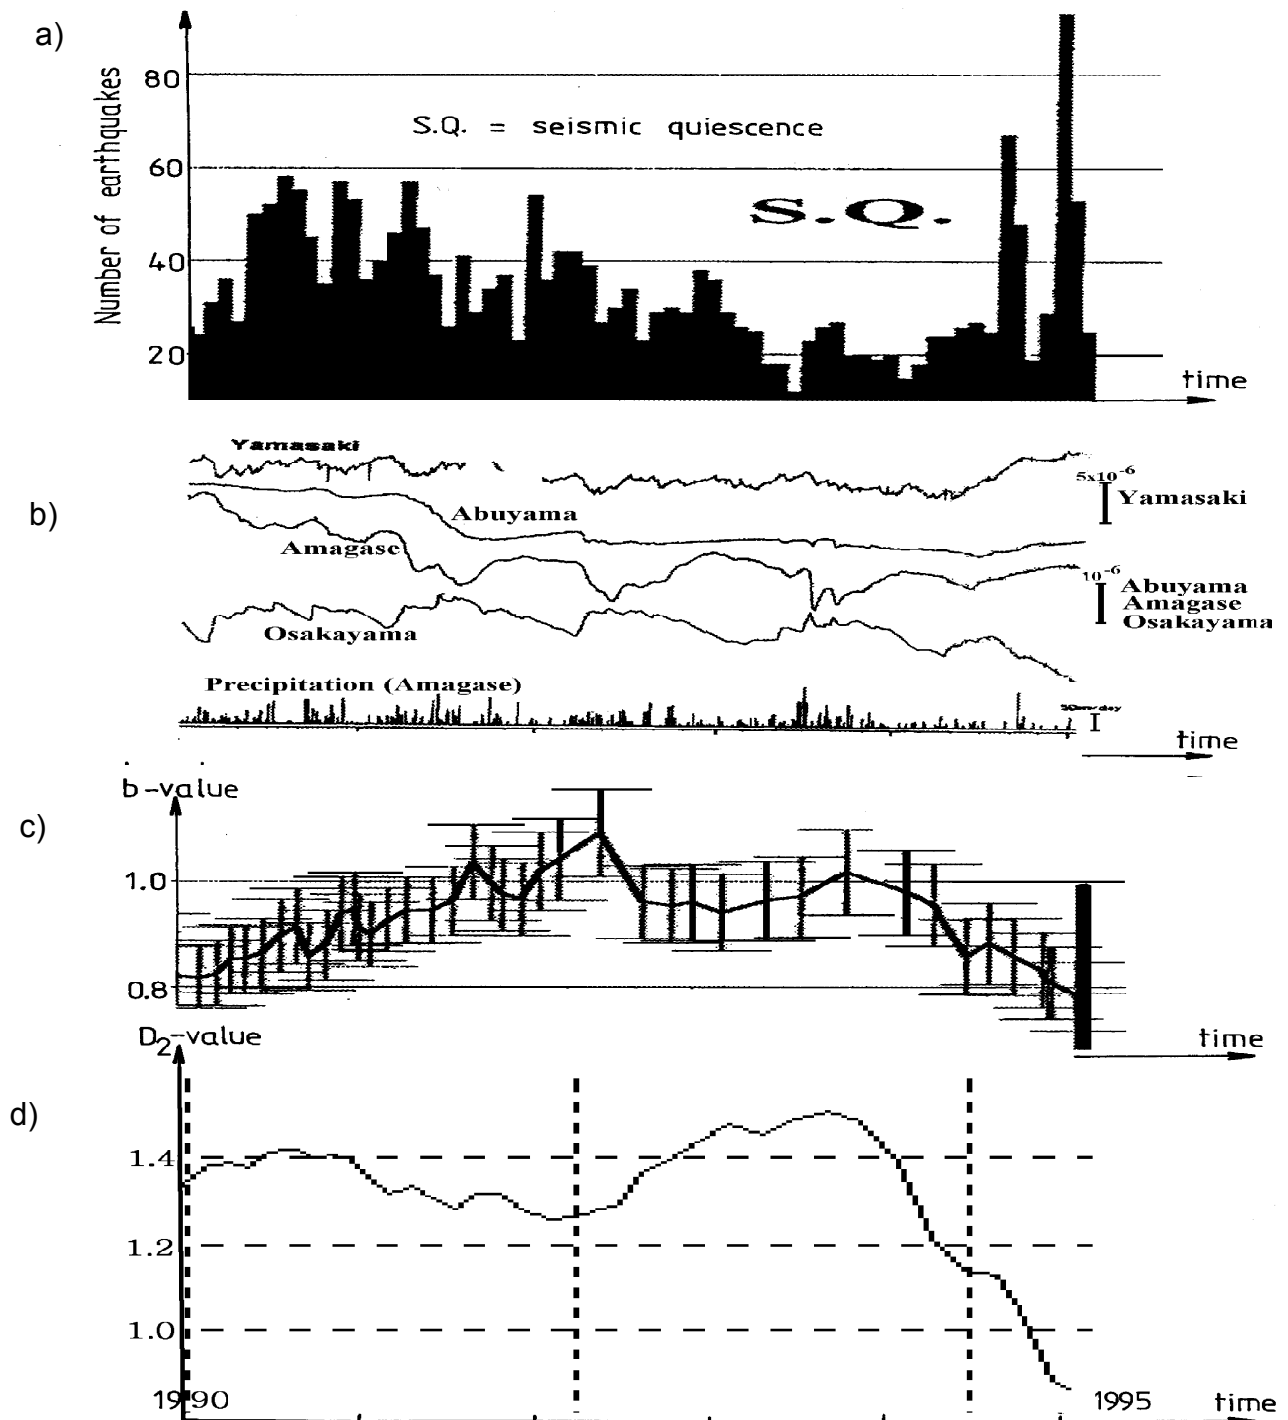 a)
Number of earthquakes
80
60
40
20
S.Q. = seismic quiescence
S.Q.
time
b)
Yamasaki
Abuyama
Amagase
Osakayama
Precipitation (Amagase)
5x10-6
Yamasaki
10-6
Abuyama
Amagase
Osakayama
time
c)
b-value
1.0
0.8
time
d)
D2-value
1.4
1.2
1.0
1990
1995
time